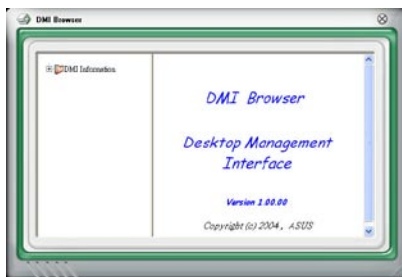 DMI Browser
DMI Information
DMI Browser
Desktop Management
Interface
Version 1.00.00
Copyright (c) 2004, ASUS